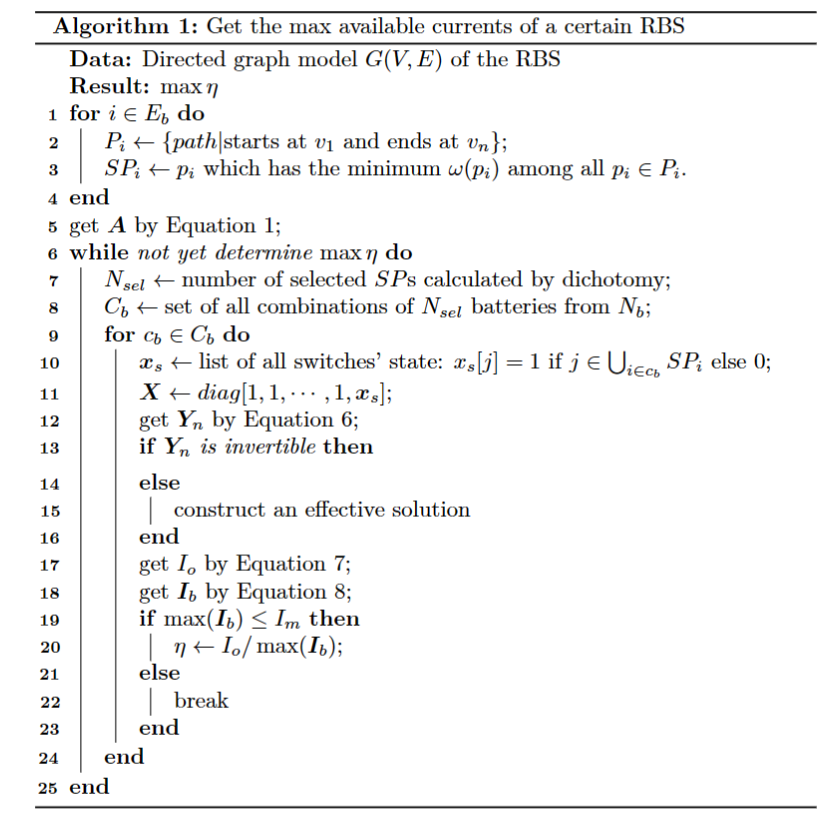 Algorithm 1: Get the max available currents of a certain RBS
Data: Directed graph model G(V, E) of the RBS
Result: max η
1 for i ∈ E_b do
2 P_i ← {path|starts at v_1 and ends at v_n};
3 SP_i ← p_i which has the minimum ω(p_i) among all p_i ∈ P_i.
4 end
5 get A by Equation 1;
6 while not yet determine max η do
7 N_sel ← number of selected SPs calculated by dichotomy;
8 C_b ← set of all combinations of N_sel batteries from N_b;
9 for c_b ∈ C_b do
10 x_s ← list of all switches' state: x_s[j] = 1 if j ∈ ⋃_{i∈c_b} SP_i else 0;
11 X ← diag[1, 1, ⋯ , 1, x_s];
12 get Y_n by Equation 6;
13 if Y_n is invertible then
14 else
15 construct an effective solution
16 end
17 get I_o by Equation 7;
18 get I_b by Equation 8;
19 if max(I_b) ≤ I_m then
20 η ← I_o/ max(I_b);
21 else
22 break
23 end
24 end
25 end